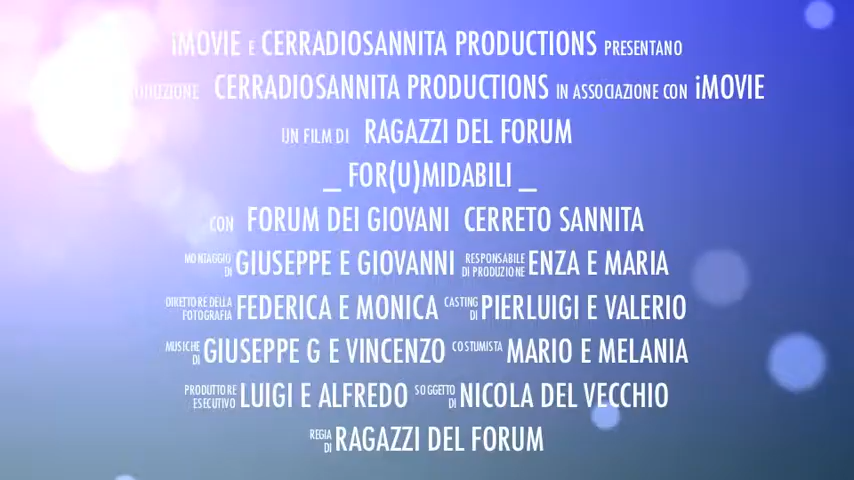 iMOVIE E CERRADIOSANNITA PRODUCTIONS PRESENTANO
CERRADIOSANNITA PRODUCTIONS IN ASSOCIAZIONE CON iMOVIE
UN FILM DI RAGAZZI DEL FORUM
_ FOR(U)MIDABILI _
CON FORUM DEI GIOVANI CERRETO SANNITA
MONTAGGIO DI GIUSEPPE E GIOVANNI RESPONSABILE DI PRODUZIONE ENZA E MARIA
DIRETTORE DELLA FOTOGRAFIA FEDERICA E MONICA CASTING DI PIERLUIGI E VALERIO
MUSICHE DI GIUSEPPE G E VINCENZO COSTUMISTA MARIO E MELANIA
PRODUTTORE ESECUTIVO LUIGI E ALFREDO SOGGETTO DI NICOLA DEL VECCHIO
REGIA DI RAGAZZI DEL FORUM